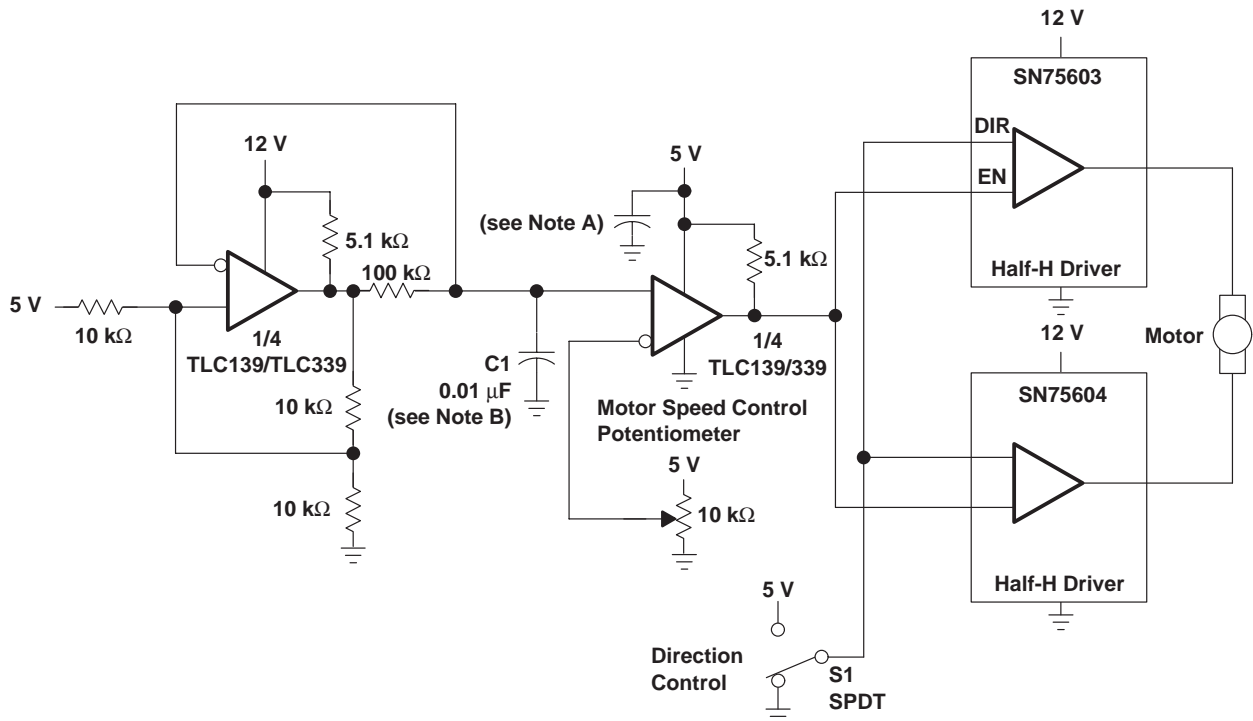 12 V
SN75603
DIR
EN
Half-H Driver
12 V
5.1 kΩ
100 kΩ
5 V
10 kΩ
1/4
TLC139/TLC339
10 kΩ
10 kΩ
C1
0.01 μF
(see Note B)
5 V
(see Note A)
5.1 kΩ
1/4
TLC139/339
Motor Speed Control
Potentiometer
5 V
10 kΩ
12 V
SN75604
Half-H Driver
Motor
5 V
Direction
Control
S1
SPDT